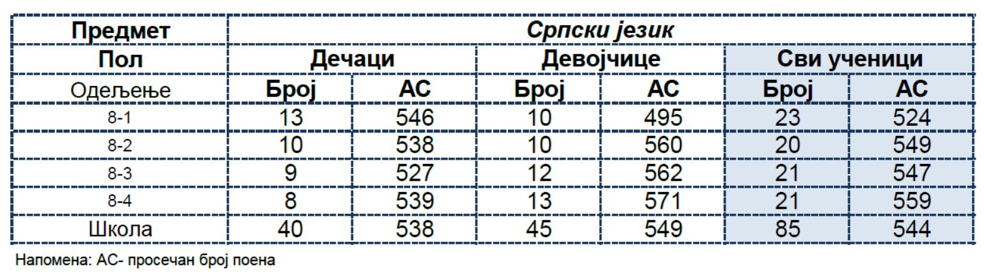 Предмет Српски језик
Пол Дечаци Девојчице Сви ученици
Одељење Број АС Број АС Број АС
8-1 13 546 10 495 23 524
8-2 10 538 10 560 20 549
8-3 9 527 12 562 21 547
8-4 8 539 13 571 21 559
Школа 40 538 45 549 85 544
Напомена: АС- просечан број поена